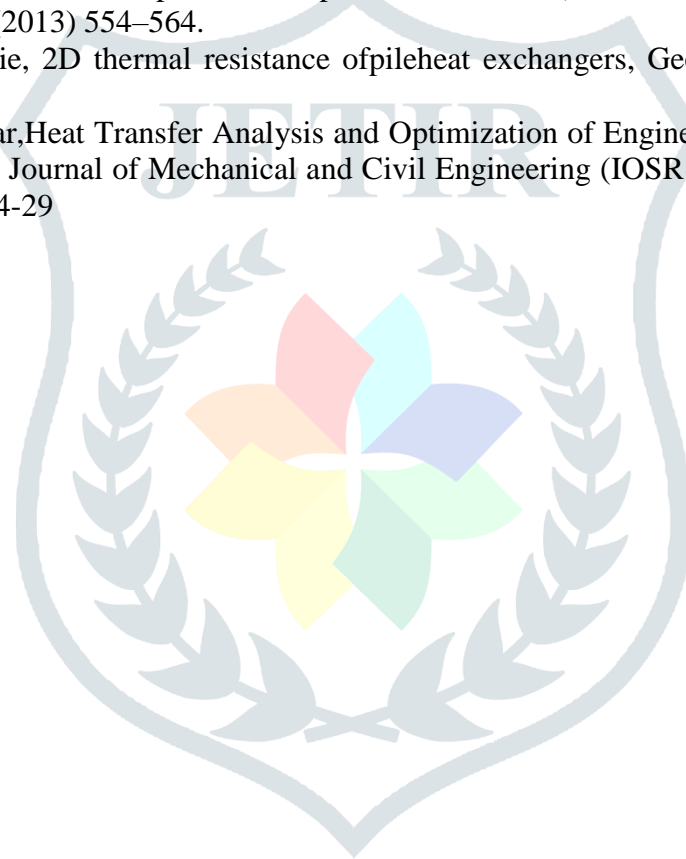 (2013) 554–564.
ie, 2D thermal resistance ofpileheat exchangers, Geo
ar,Heat Transfer Analysis and Optimization of Engine
Journal of Mechanical and Civil Engineering (IOSR
4-29
JETIR